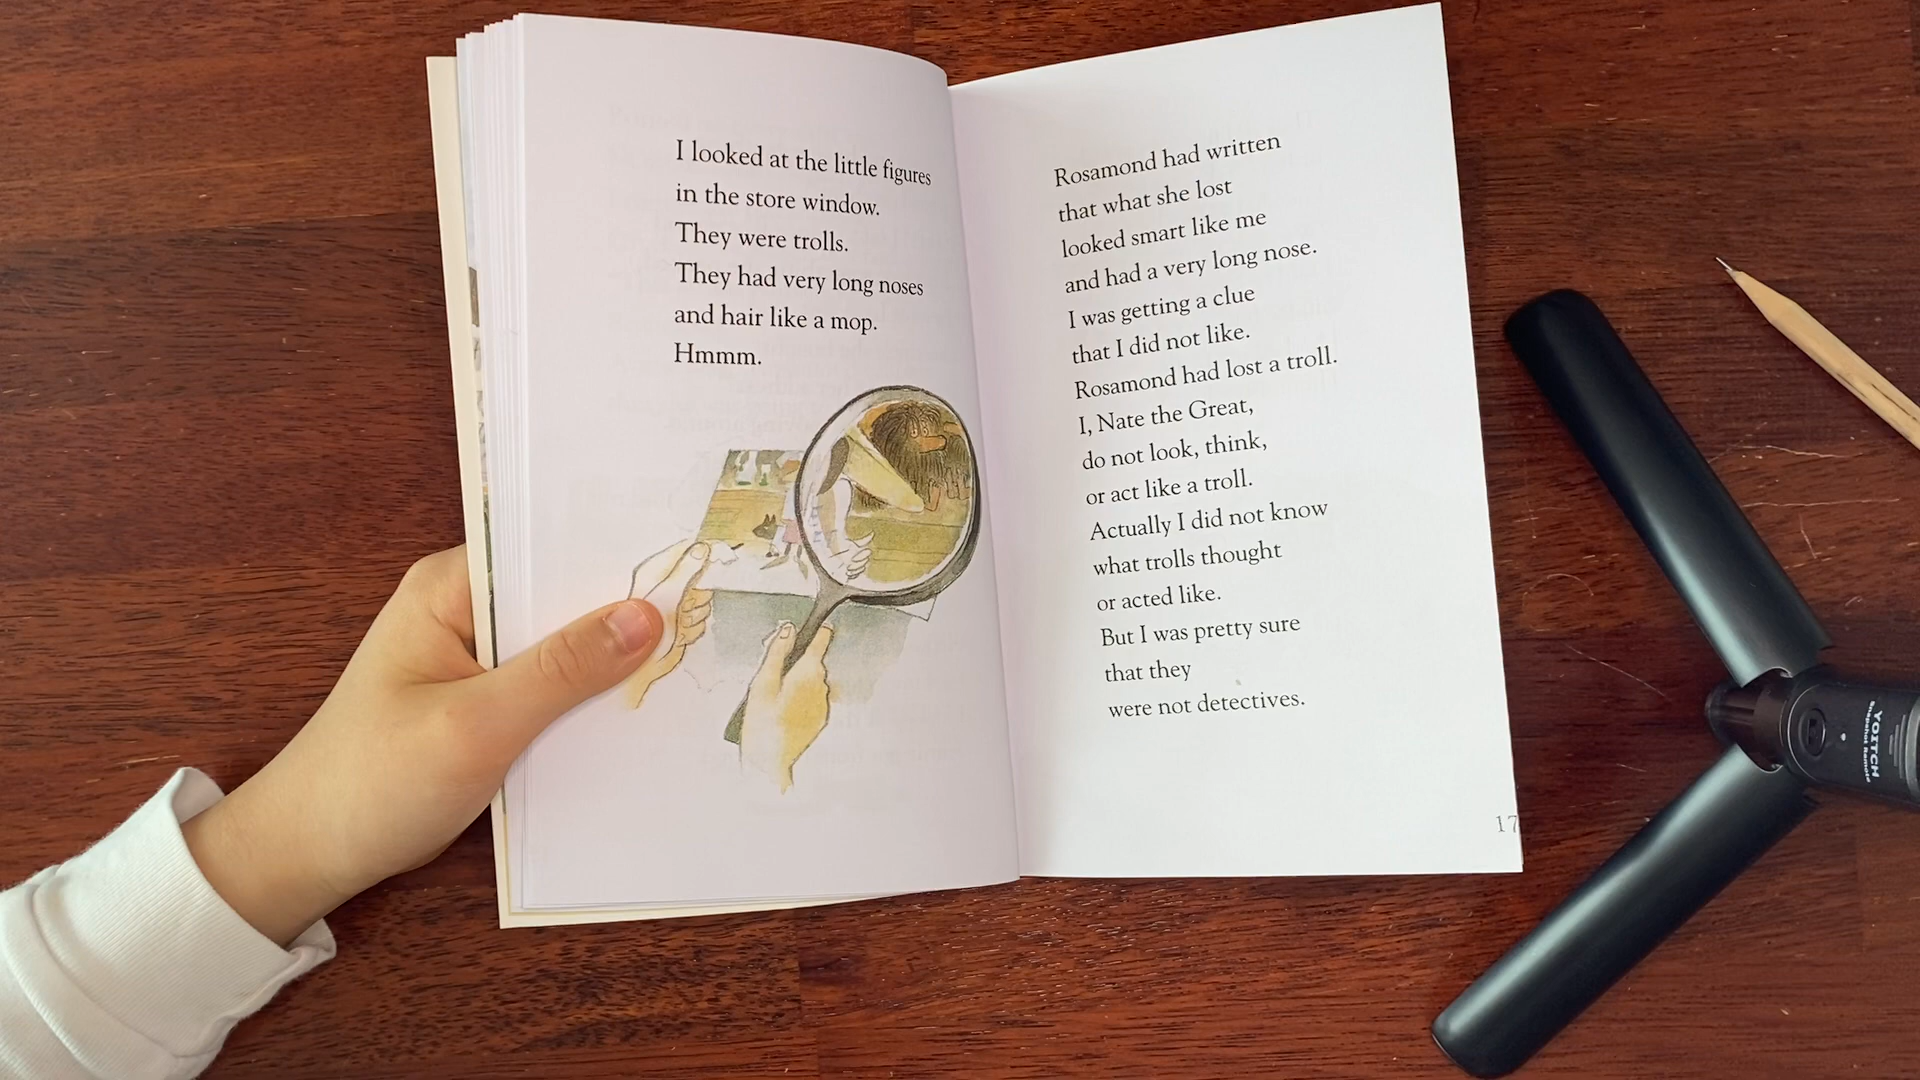 I looked at the little figures
in the store window.
They were trolls.
They had very long noses
and hair like a mop.
Hmmm.
Rosamond had written
that what she lost
looked smart like me
and had a very long nose.
I was getting a clue
that I did not like.
Rosamond had lost a troll.
I, Nate the Great,
do not look, think,
or act like a troll.
Actually I did not know
what trolls thought
or acted like.
But I was pretty sure
that they
were not detectives.
17
YOITCH
Snapshot Remote